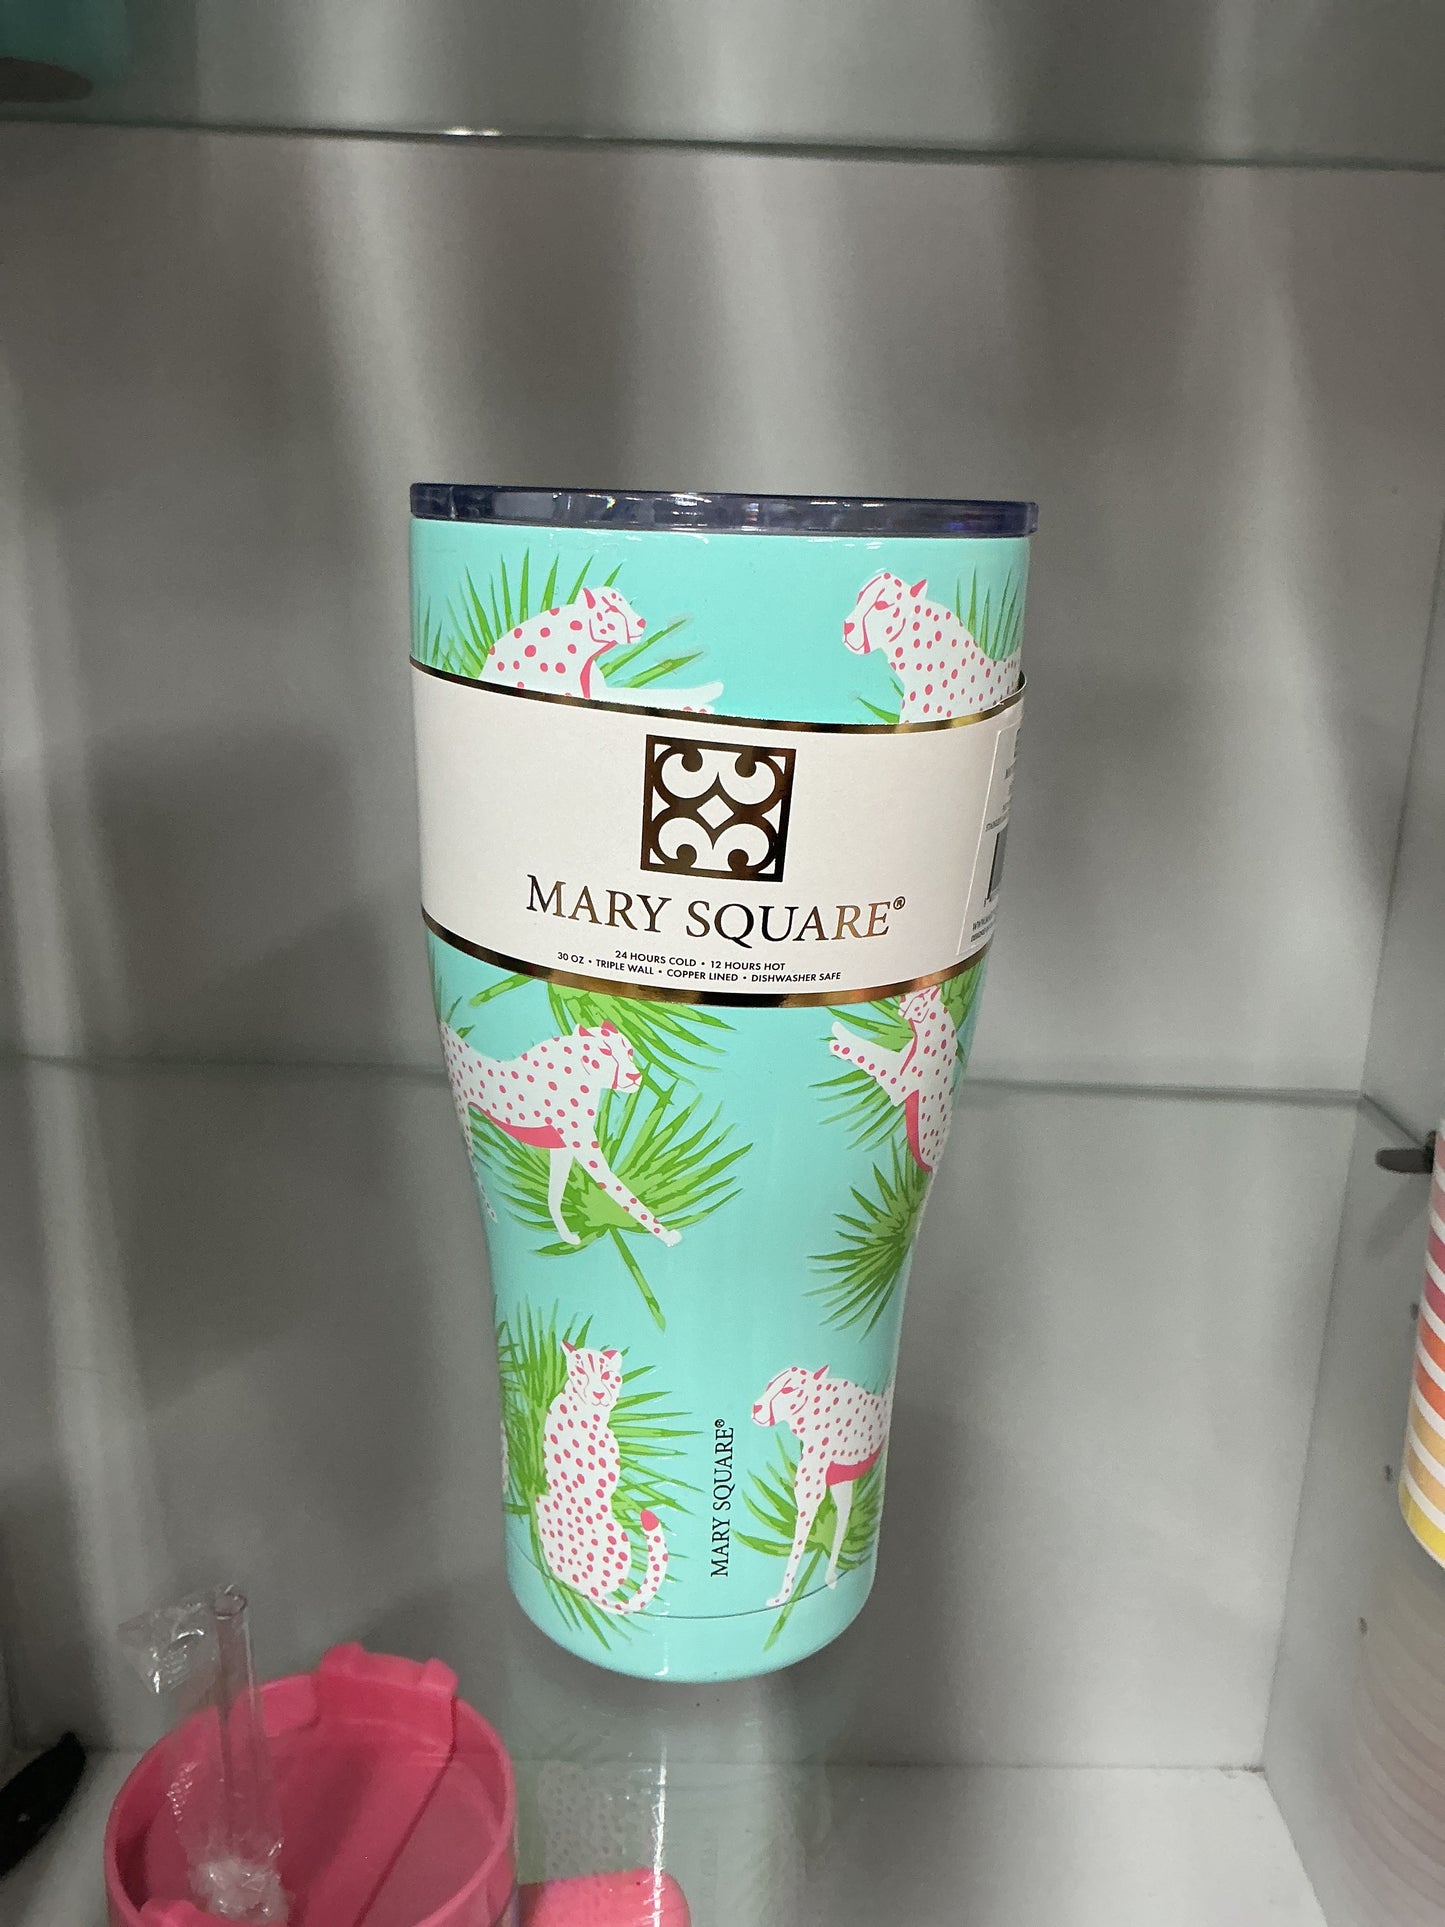 MARY SQUARE®
24 HOURS COLD • 12 HOURS HOT
30 OZ • TRIPLE WALL • COPPER LINED • DISHWASHER SAFE
MARY SQUARE®